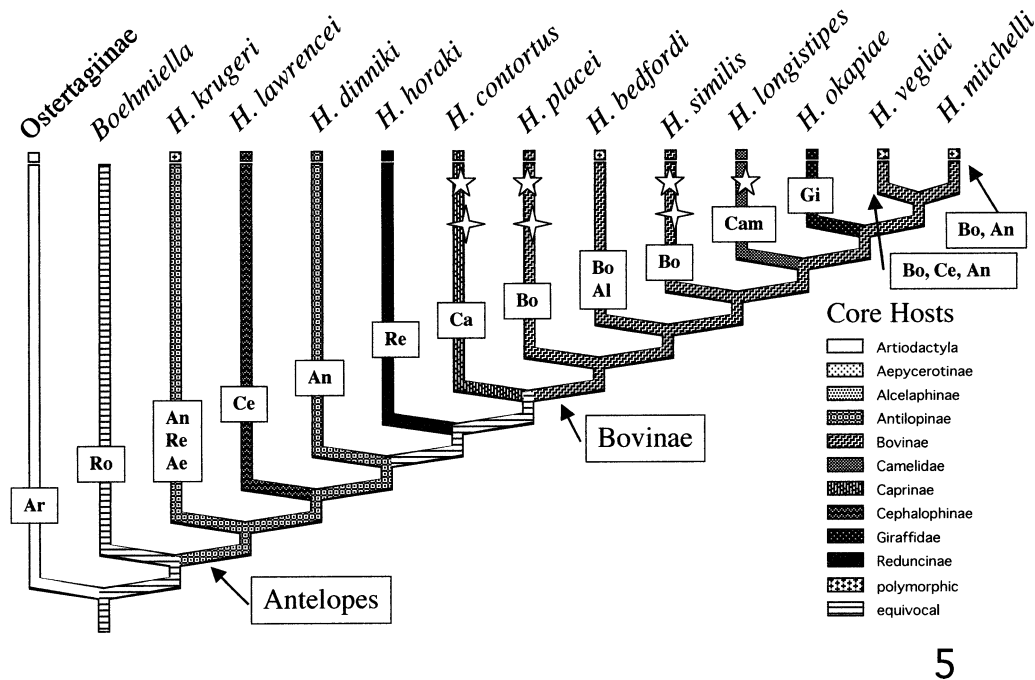 Ostertagiinae
Boehmiella
H. krugeri
H. lawrencei
H. dinniki
H. horaki
H. contortus
H. placei
H. bedfordi
H. similis
H. longistipes
H. okapiae
H. vegliai
H. mitchelli
Ar
Ro
An
Re
Ae
Ce
An
Re
Ca
Bo
Bo
Al
Bo
Cam
Gi
Bo, An
Bo, Ce, An
Antelopes
Bovinae
Core Hosts
Artiodactyla
Aepycerotinae
Alcelaphinae
Antilopinae
Bovinae
Camelidae
Caprinae
Cephalophinae
Giraffidae
Reduncinae
polymorphic
equivocal
5